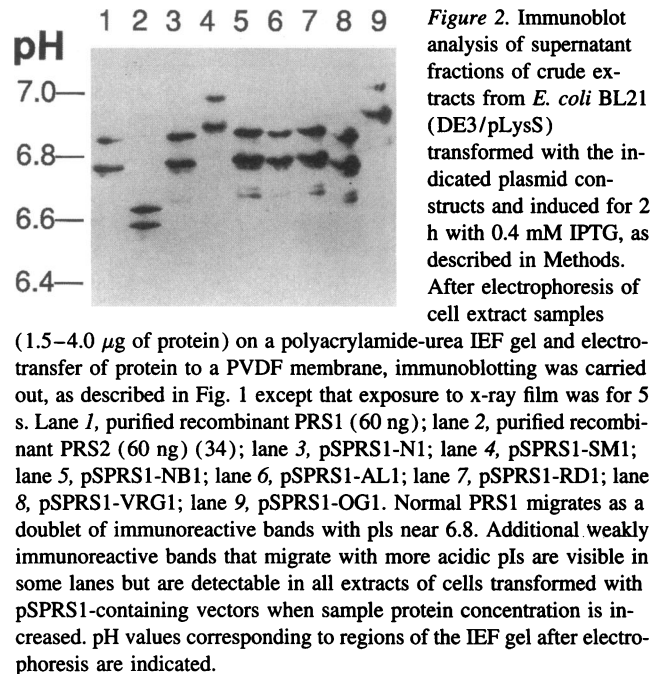 1 2 3 4 5 6 7 8 9
pH
7.0—
6.8—
6.6—
6.4—
Figure 2. Immunoblot
analysis of supernatant
fractions of crude ex-
tracts from E. coli BL21
(DE3/pLysS)
transformed with the in-
dicated plasmid con-
structs and induced for 2
h with 0.4 mM IPTG, as
described in Methods.
After electrophoresis of
cell extract samples
(1.5–4.0 μg of protein) on a polyacrylamide-urea IEF gel and electro-
transfer of protein to a PVDF membrane, immunoblotting was carried
out, as described in Fig. 1 except that exposure to x-ray film was for 5
s. Lane 1, purified recombinant PRS1 (60 ng); lane 2, purified recombi-
nant PRS2 (60 ng) (34); lane 3, pSPRS1-N1; lane 4, pSPRS1-SM1;
lane 5, pSPRS1-NB1; lane 6, pSPRS1-AL1; lane 7, pSPRS1-RD1; lane
8, pSPRS1-VRG1; lane 9, pSPRS1-OG1. Normal PRS1 migrates as a
doublet of immunoreactive bands with pIs near 6.8. Additional weakly
immunoreactive bands that migrate with more acidic pIs are visible in
some lanes but are detectable in all extracts of cells transformed with
pSPRS1-containing vectors when sample protein concentration is in-
creased. pH values corresponding to regions of the IEF gel after electro-
phoresis are indicated.